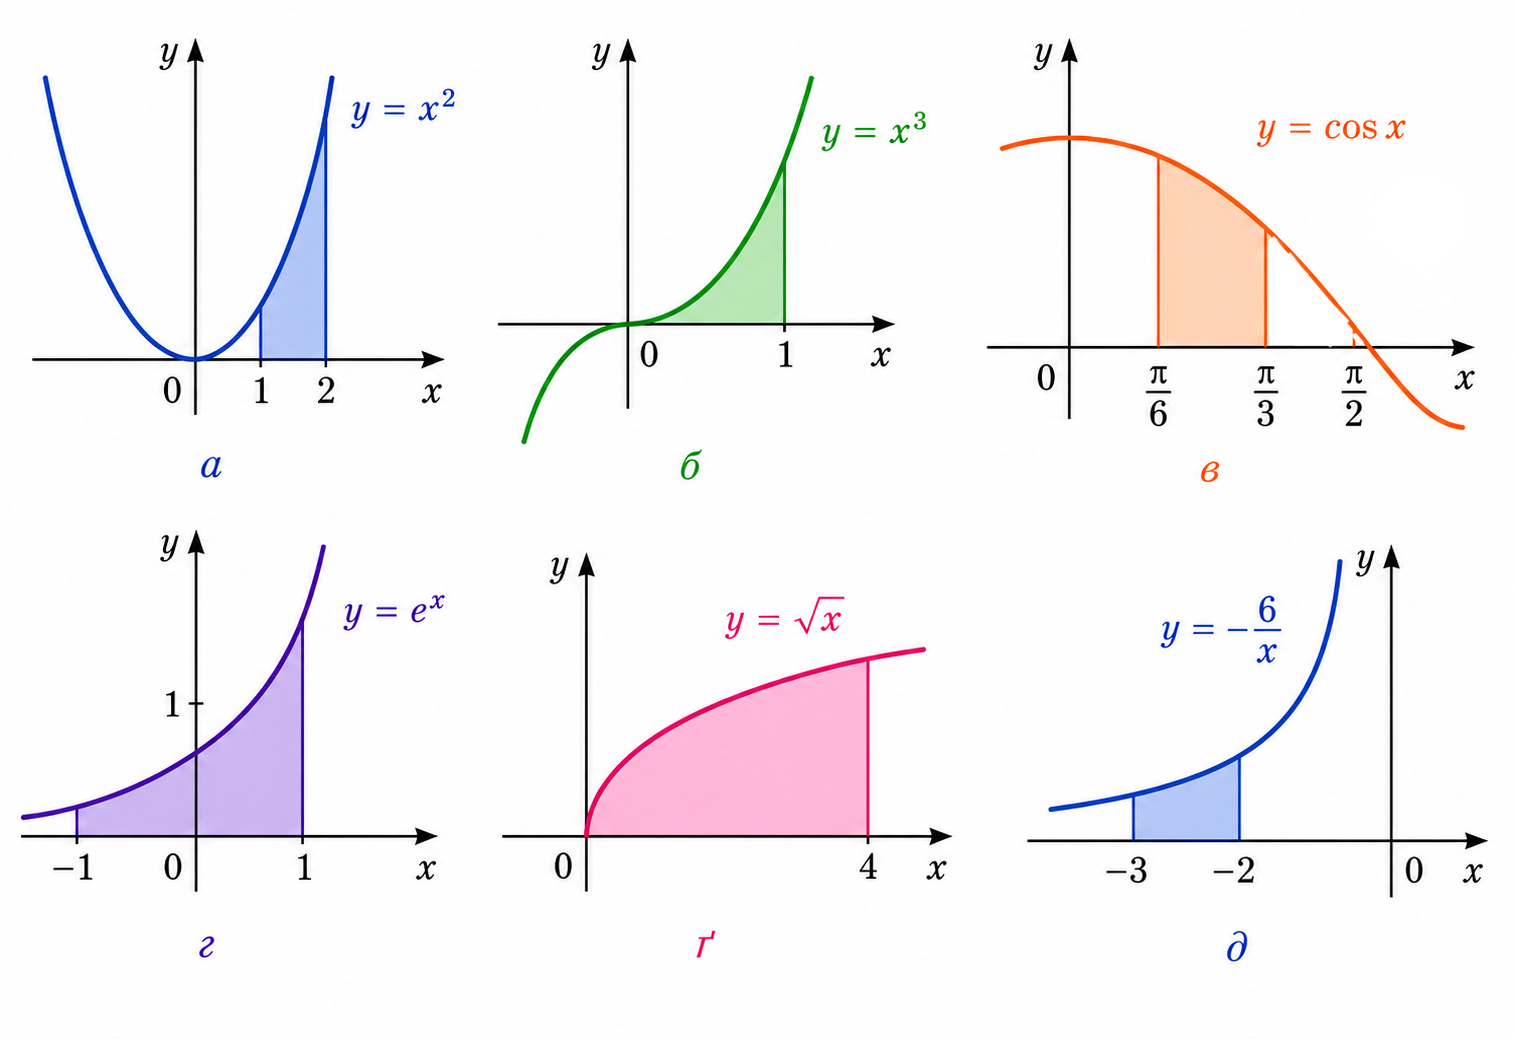 y
y = x²
0 1 2 x
а
y
y = x³
0 1 x
б
y
y = cos x
0 π/6 π/3 π/2 x
в
y
y = eˣ
1
−1 0 1 x
г
y
y = √x
0 4 x
ґ
y
y = −6/x
−3 −2 0 x
д